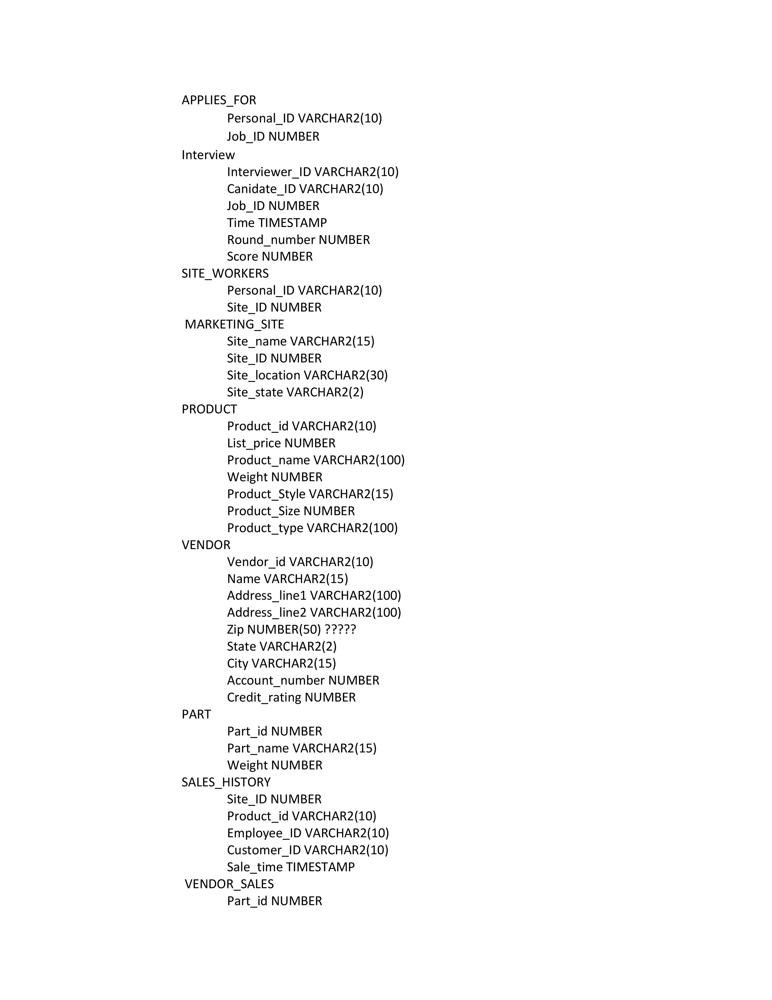 APPLIES_FOR
Personal_ID VARCHAR2(10)
Job_ID NUMBER
Interview
Interviewer_ID VARCHAR2(10)
Canidate_ID VARCHAR2(10)
Job_ID NUMBER
Time TIMESTAMP
Round_number NUMBER
Score NUMBER
SITE_WORKERS
Personal_ID VARCHAR2(10)
Site_ID NUMBER
MARKETING_SITE
Site_name VARCHAR2(15)
Site_ID NUMBER
Site_location VARCHAR2(30)
Site_state VARCHAR2(2)
PRODUCT
Product_id VARCHAR2(10)
List_price NUMBER
Product_name VARCHAR2(100)
Weight NUMBER
Product_Style VARCHAR2(15)
Product_Size NUMBER
Product_type VARCHAR2(100)
VENDOR
Vendor_id VARCHAR2(10)
Name VARCHAR2(15)
Address_line1 VARCHAR2(100)
Address_line2 VARCHAR2(100)
Zip NUMBER(50) ?????
State VARCHAR2(2)
City VARCHAR2(15)
Account_number NUMBER
Credit_rating NUMBER
PART
Part_id NUMBER
Part_name VARCHAR2(15)
Weight NUMBER
SALES_HISTORY
Site_ID NUMBER
Product_id VARCHAR2(10)
Employee_ID VARCHAR2(10)
Customer_ID VARCHAR2(10)
Sale_time TIMESTAMP
VENDOR_SALES
Part_id NUMBER